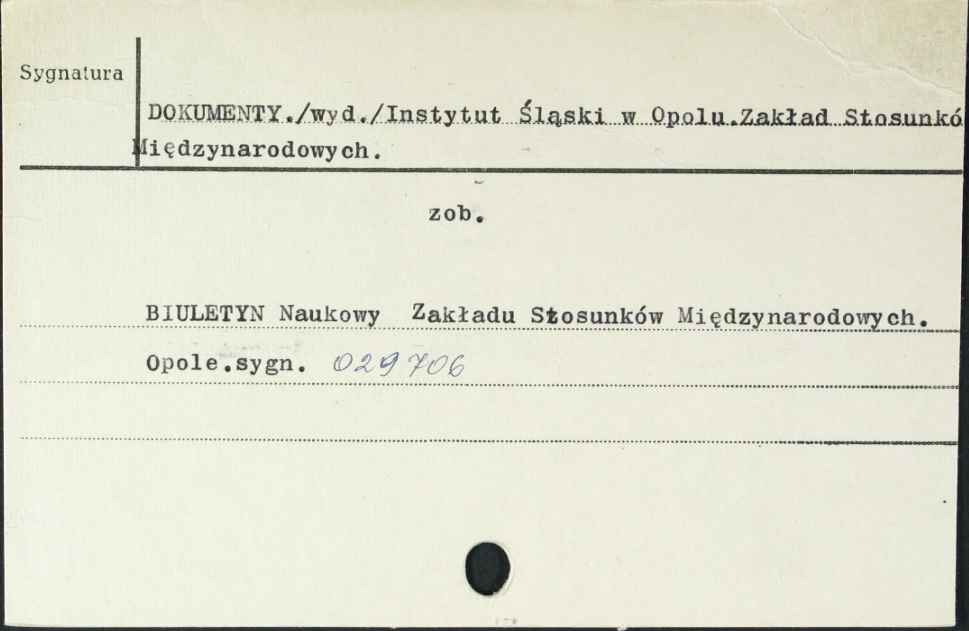 Sygnatura
DOKUMENTY./wyd./Instytut Śląski w Opolu.Zakład Stosunkó
Międzynarodowych.
zob.
BIULETYN Naukowy Zakładu Stosunków Międzynarodowych.
Opole.sygn. 029706